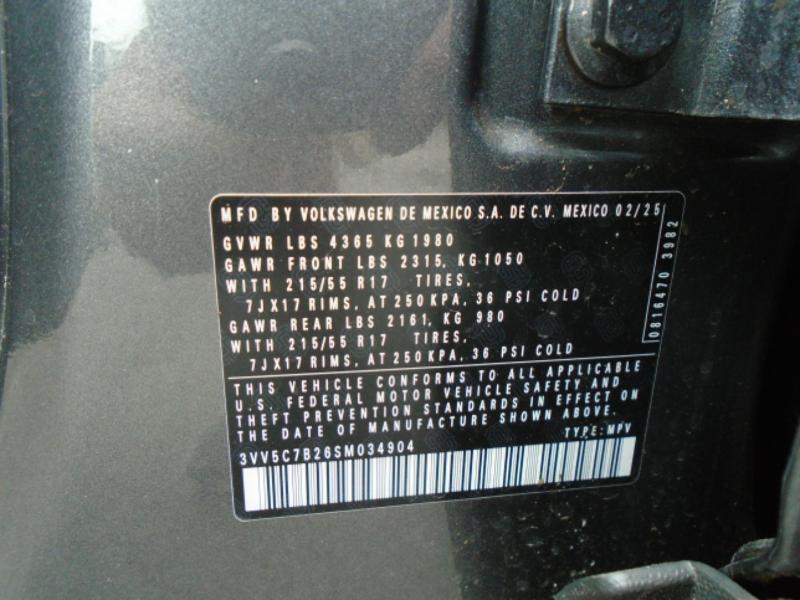 MFD BY VOLKSWAGEN DE MEXICO S.A. DE C.V. MEXICO 02/25
GVWR LBS 4365 KG 1980
GAWR FRONT LBS 2315, KG 1050
WITH 215/55 R17 TIRES,
7JX17 RIMS, AT 250 KPA, 36 PSI COLD
GAWR REAR LBS 2161, KG 980
WITH 215/55 R17 TIRES,
7JX17 RIMS, AT 250 KPA, 36 PSI COLD
0816470 3982
THIS VEHICLE CONFORMS TO ALL APPLICABLE
U.S. FEDERAL MOTOR VEHICLE SAFETY AND
THEFT PREVENTION STANDARDS IN EFFECT ON
THE DATE OF MANUFACTURE SHOWN ABOVE.
3VV5C7B26SM034904 TYPE: MPV